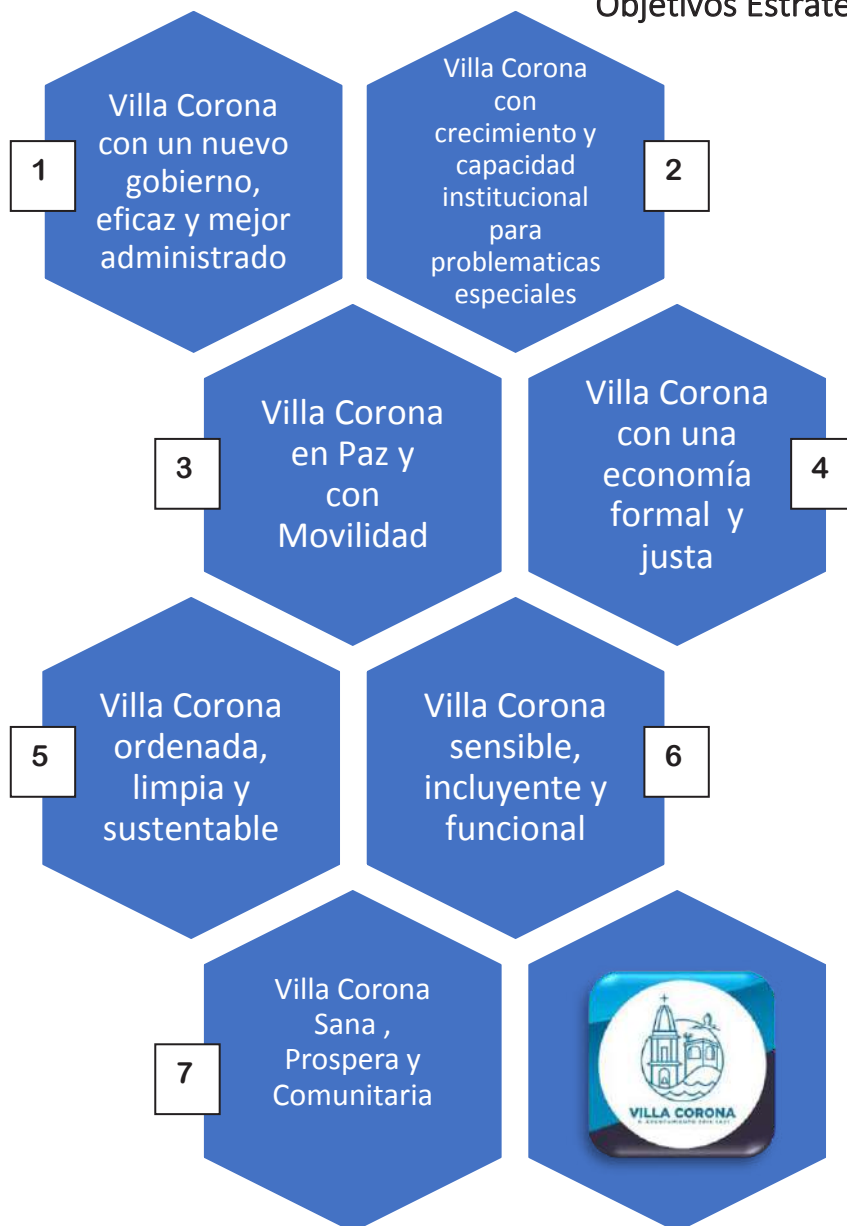 Objetivos Estrate
1
Villa Corona
con un nuevo
gobierno,
eficaz y mejor
administrado
Villa Corona
con
crecimiento y
capacidad
institucional
para
problematicas
especiales
2
3
Villa Corona
en Paz y
con
Movilidad
Villa Corona
con una
economía
formal y
justa
4
5
Villa Corona
ordenada,
limpia y
sustentable
Villa Corona
sensible,
incluyente y
funcional
6
7
Villa Corona
Sana ,
Prospera y
Comunitaria
VILLA CORONA